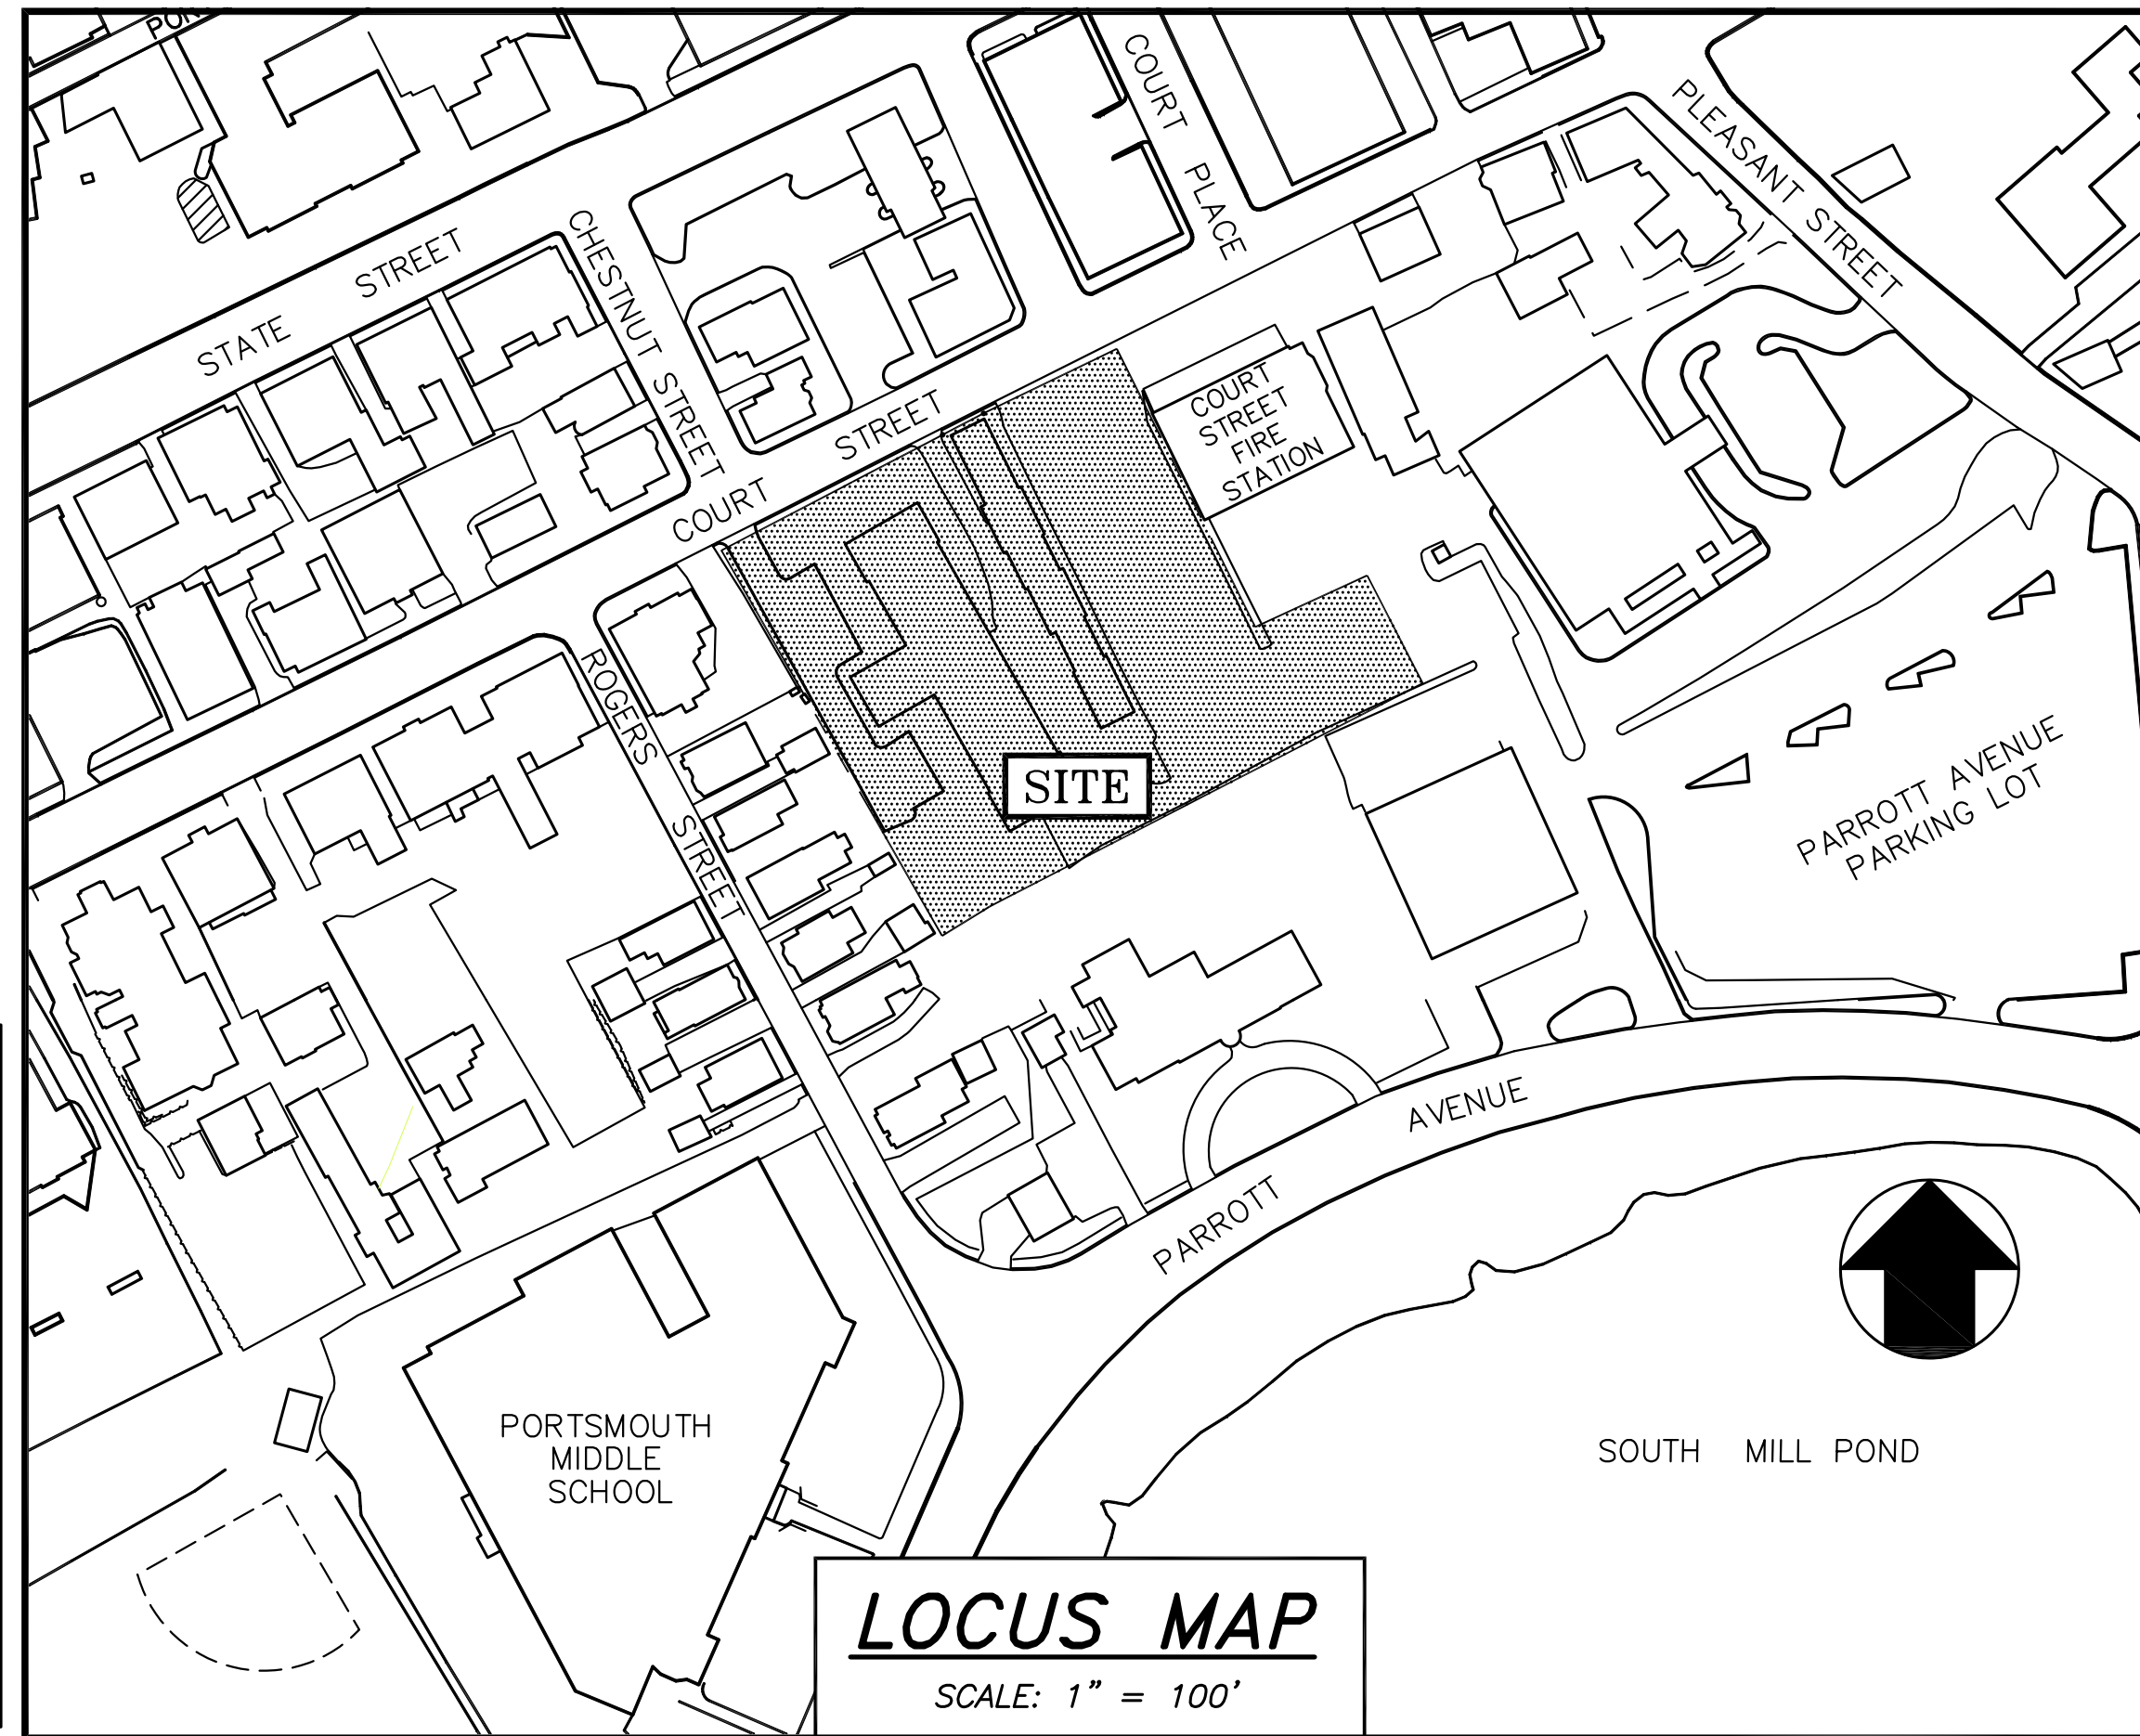 COURT
PLACE
PLEASANT STREET
STATE STREET
CHESTNUT STREET
COURT STREET
COURT
STREET
FIRE
STATION
ROGERS STREET
SITE
PARROTT AVENUE
PARKING LOT
PARROTT AVENUE
PORTSMOUTH
MIDDLE
SCHOOL
SOUTH MILL POND
LOCUS MAP
SCALE: 1" = 100'